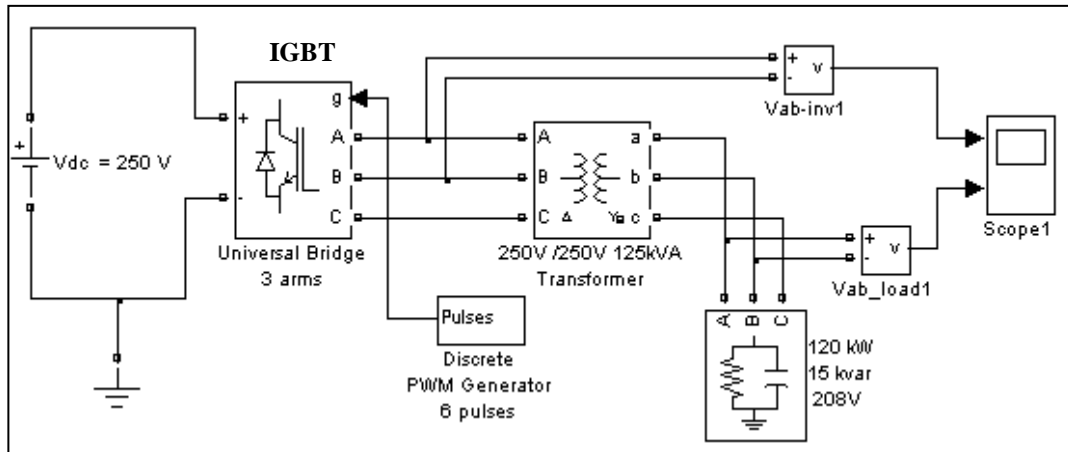 IGBT
+
v
-
Vab-inv1
g
+
A
B
C
-
Universal Bridge
3 arms
+
Vdc = 250 V
A
B
C
Δ
Yg
a
b
c
250V /250V 125kVA
Transformer
Scope1
+
v
-
Vab_load1
Pulses
Discrete
PWM Generator
6 pulses
A
B
C
120 kW
15 kvar
208V